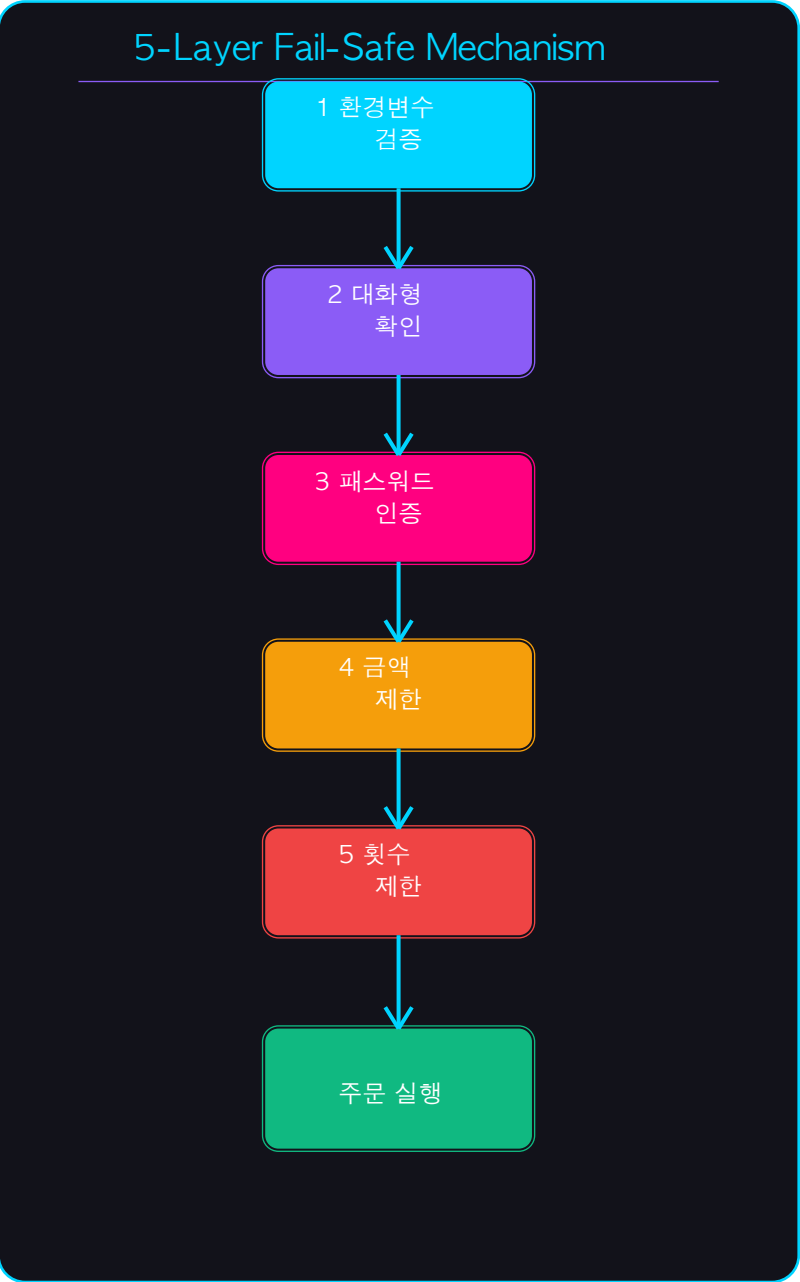 5-Layer Fail-Safe Mechanism
1 환경변수
검증
2 대화형
확인
3 패스워드
인증
4 금액
제한
5 횟수
제한
주문 실행